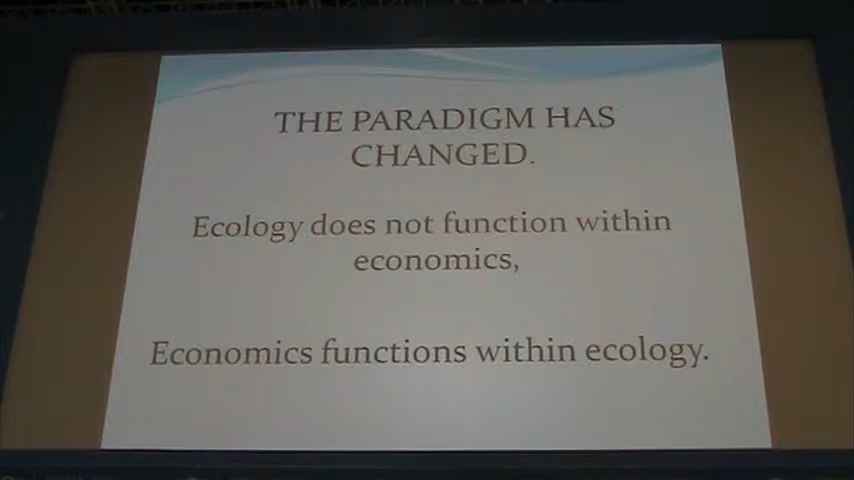 THE PARADIGM HAS
CHANGED.
Ecology does not function within
economics,
Economics functions within ecology.